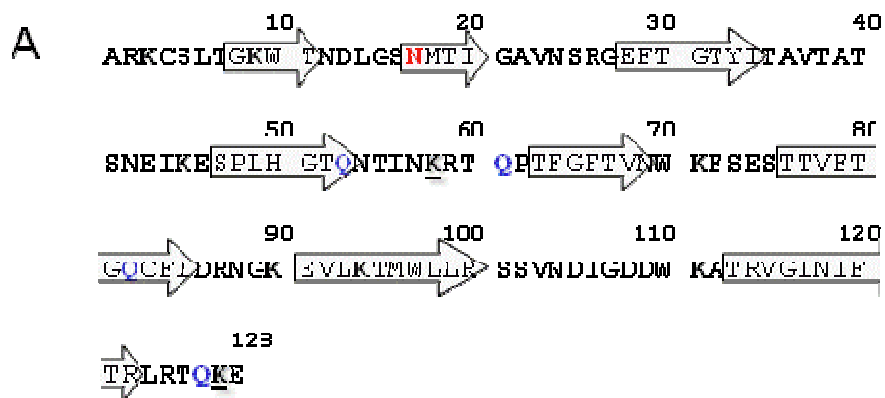 A
10 20 30 40
ARKCSLTGKW TNDLGSNMTI GAVNSRGEFT GTYITAVTAT
50 60 70 80
SNEIKESPLH GTQNTINKRT QPTFGFTVNW KFSESTTVFT
90 100 110 120
GQCFIDRNGK EVLKTMWLLR SSVNDIGDDW KATRVGINIF
123
TRLRTQKE